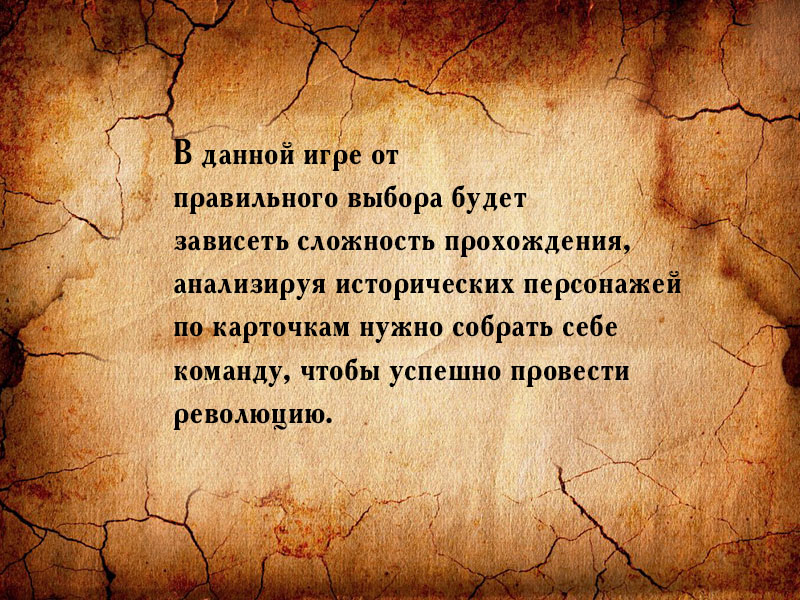 В данной игре от
правильного выбора будет
зависеть сложность прохождения,
анализируя исторических персонажей
по карточкам нужно собрать себе
команду, чтобы успешно провести
революцию.